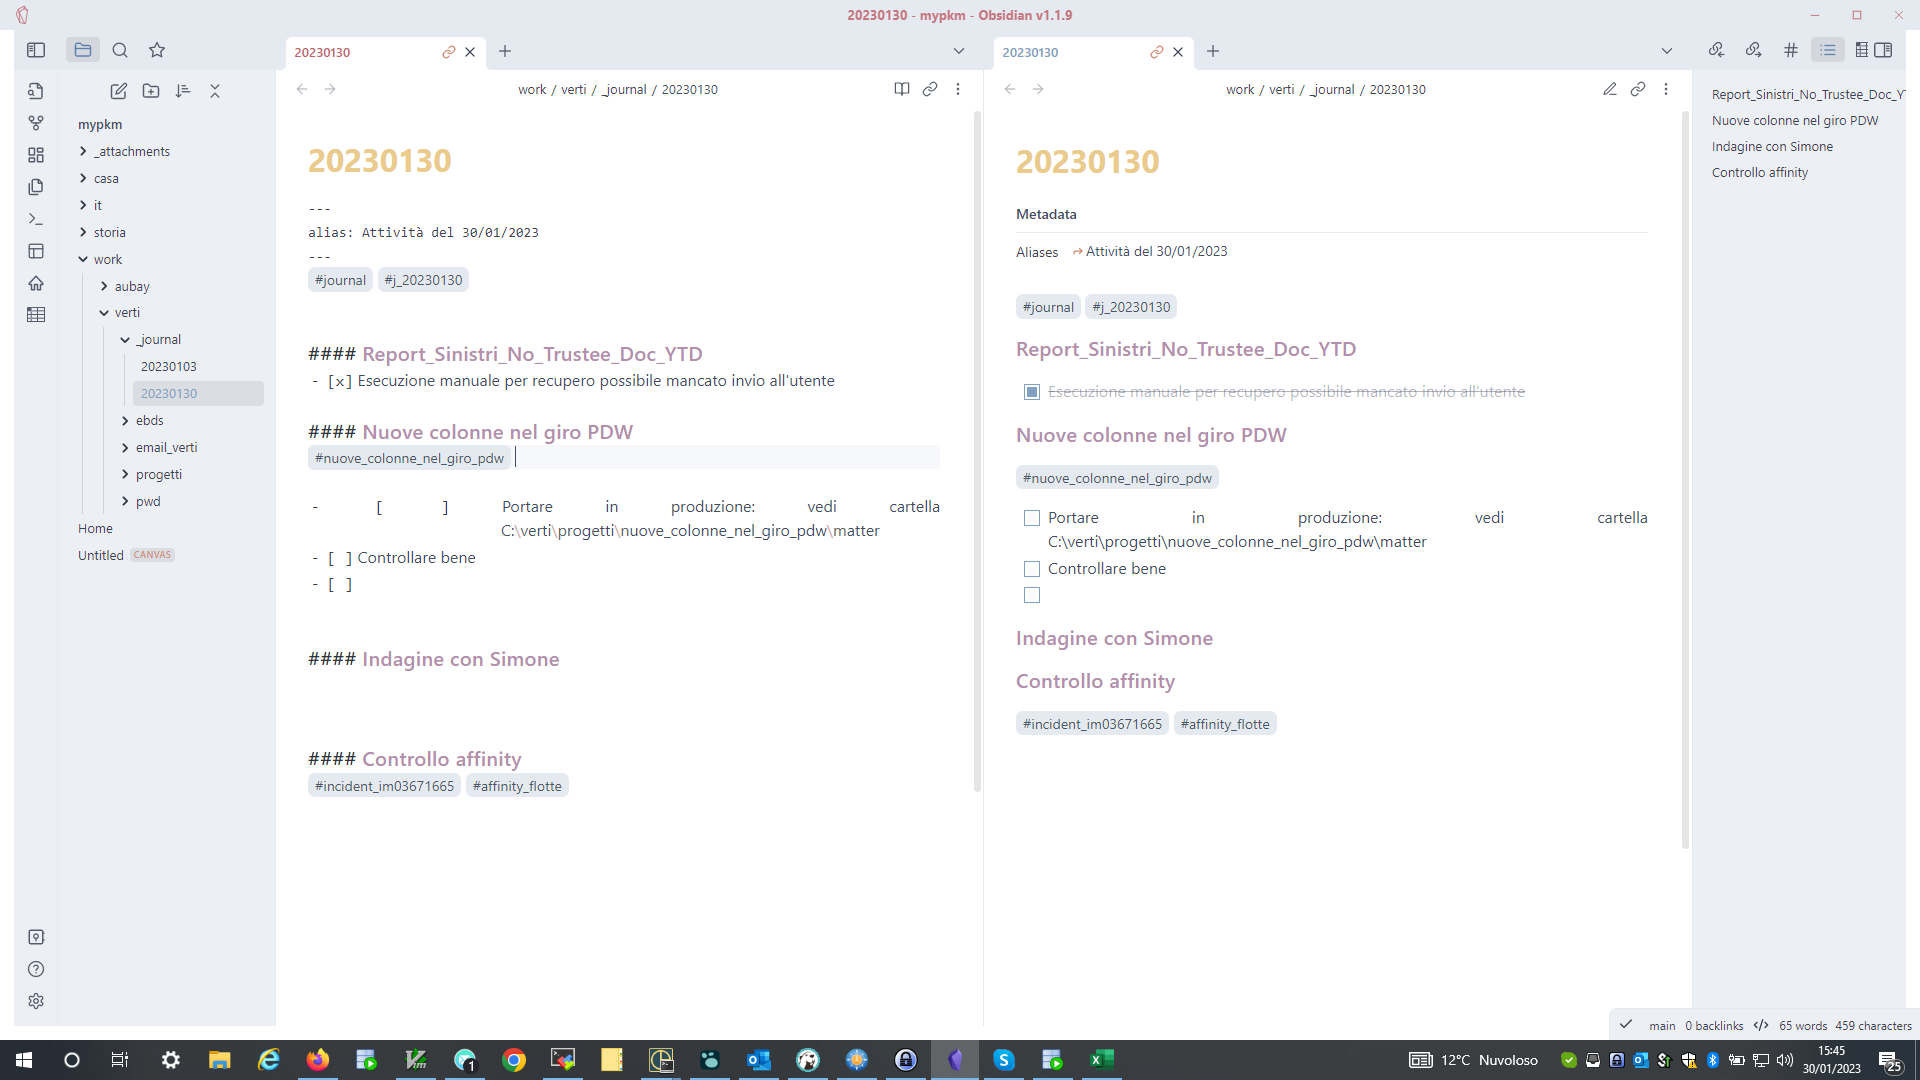 20230130 - mypkm - Obsidian v1.1.9
20230130
20230130
mypkm
_attachments
casa
it
storia
work
aubay
verti
_journal
20230103
20230130
ebds
email_verti
progetti
pwd
Home
Untitled CANVAS
work / verti / _journal / 20230130
20230130
---
alias: Attività del 30/01/2023
---
#journal #j_20230130
#### Report_Sinistri_No_Trustee_Doc_YTD
- [x] Esecuzione manuale per recupero possibile mancato invio all'utente
#### Nuove colonne nel giro PDW
#nuove_colonne_nel_giro_pdw
- [ ] Portare in produzione: vedi cartella
C:\verti\progetti\nuove_colonne_nel_giro_pdw\matter
- [ ] Controllare bene
- [ ]
#### Indagine con Simone
#### Controllo affinity
#incident_im03671665 #affinity_flotte
work / verti / _journal / 20230130
20230130
Metadata
Aliases Attività del 30/01/2023
#journal #j_20230130
Report_Sinistri_No_Trustee_Doc_YTD
Esecuzione manuale per recupero possibile mancato invio all'utente
Nuove colonne nel giro PDW
#nuove_colonne_nel_giro_pdw
Portare in produzione: vedi cartella
C:\verti\progetti\nuove_colonne_nel_giro_pdw\matter
Controllare bene
Indagine con Simone
Controllo affinity
#incident_im03671665 #affinity_flotte
Report_Sinistri_No_Trustee_Doc_Y
Nuove colonne nel giro PDW
Indagine con Simone
Controllo affinity
main 0 backlinks 65 words 459 characters
12°C Nuvoloso
15:45
30/01/2023
25